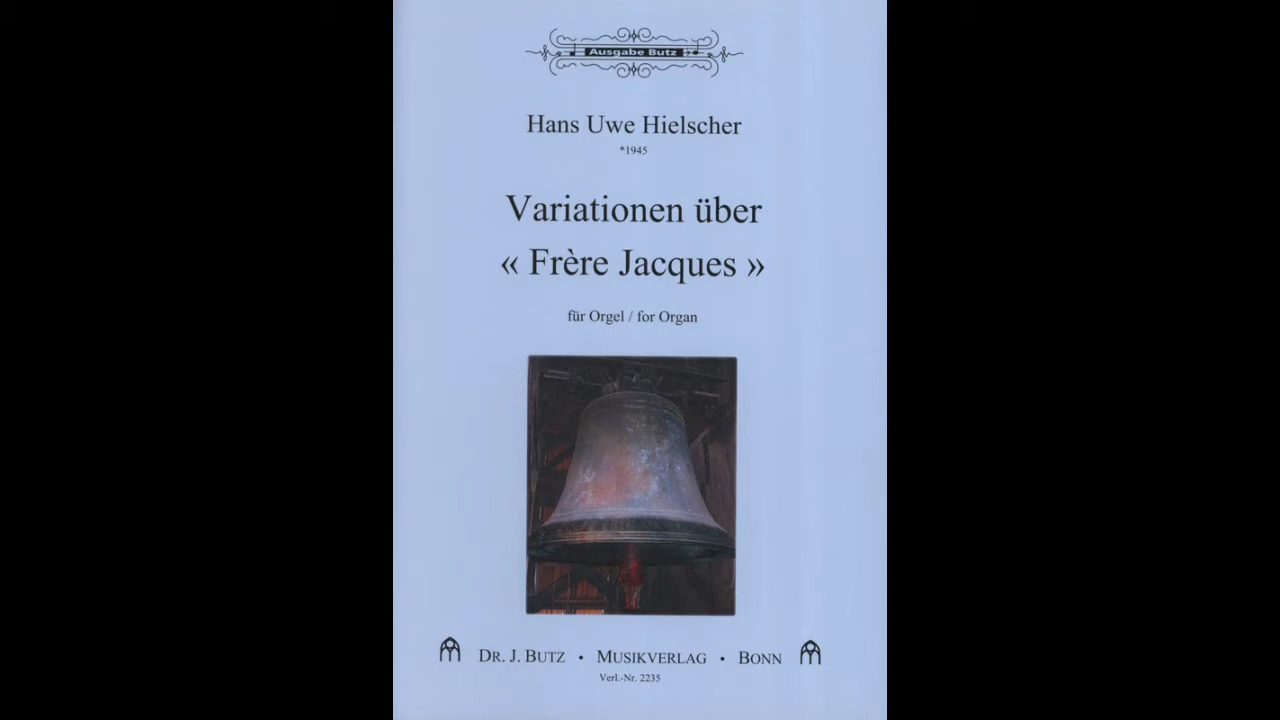 Ausgabe Butz
Hans Uwe Hielscher
*1945
Variationen über
« Frère Jacques »
für Orgel / for Organ
DR. J. BUTZ • MUSIKVERLAG • BONN
Verl.-Nr. 2235